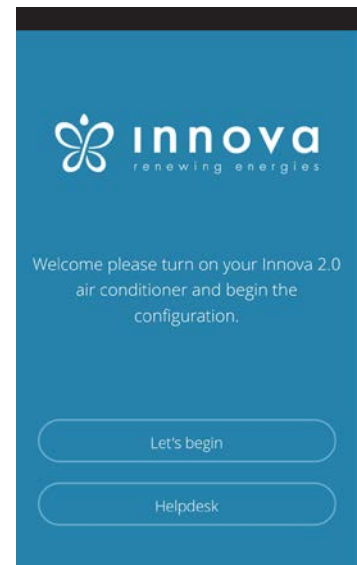 ınnova
renewing energies
Welcome please turn on your Innova 2.0
air conditioner and begin the
configuration.
Let's begin
Helpdesk